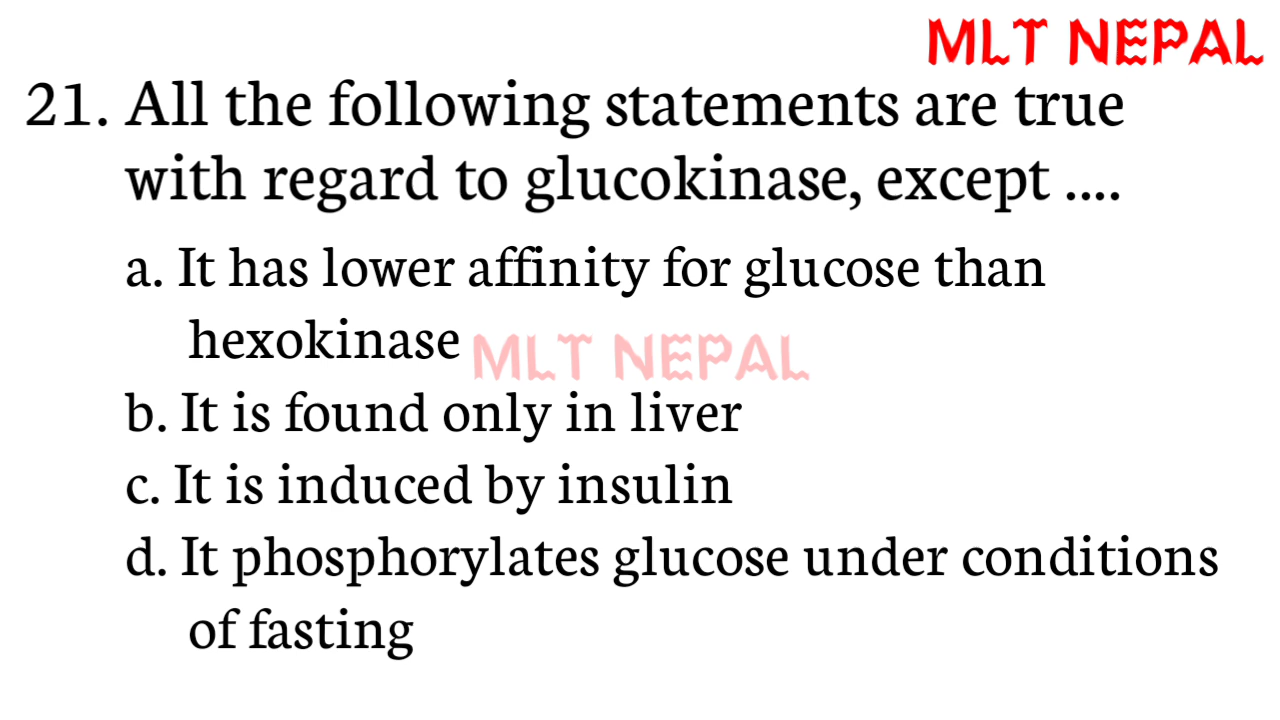 MLT NEPAL
21. All the following statements are true
with regard to glucokinase, except ....
a. It has lower affinity for glucose than
hexokinase
MLT NEPAL
b. It is found only in liver
c. It is induced by insulin
d. It phosphorylates glucose under conditions
of fasting